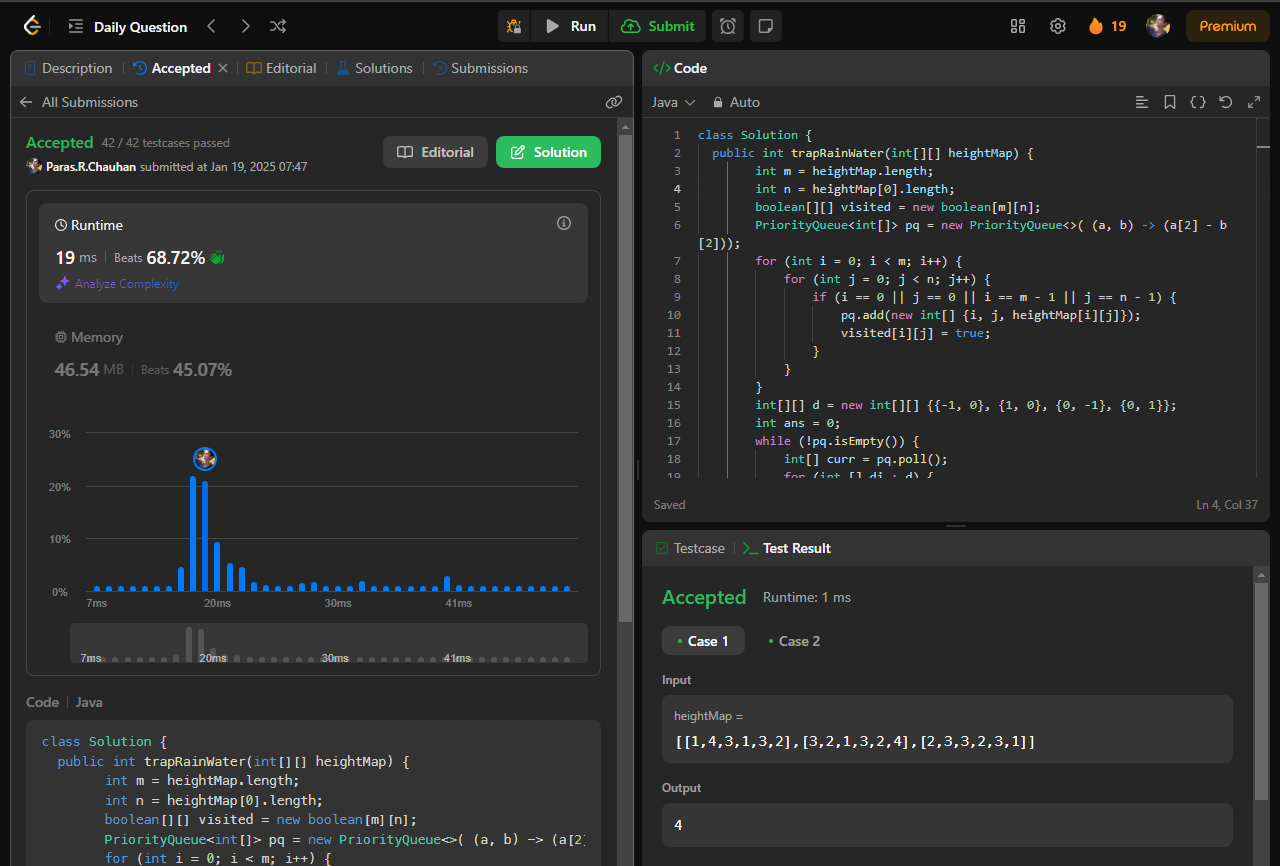 Daily Question
Run
Submit
19
Premium
Description
Accepted
Editorial
Solutions
Submissions
All Submissions
Accepted 42 / 42 testcases passed
Paras.R.Chauhan submitted at Jan 19, 2025 07:47
Editorial
Solution
Runtime
19 ms Beats 68.72%
Analyze Complexity
Memory
46.54 MB Beats 45.07%
30%
20%
10%
0%
7ms 20ms 30ms 41ms
7ms 20ms 30ms 41ms
Code Java
class Solution {
public int trapRainWater(int[][] heightMap) {
int m = heightMap.length;
int n = heightMap[0].length;
boolean[][] visited = new boolean[m][n];
PriorityQueue<int[]> pq = new PriorityQueue<>( (a, b) -> (a[2]
for (int i = 0; i < m; i++) {
</> Code
Java Auto
1 class Solution {
2 public int trapRainWater(int[][] heightMap) {
3 int m = heightMap.length;
4 int n = heightMap[0].length;
5 boolean[][] visited = new boolean[m][n];
6 PriorityQueue<int[]> pq = new PriorityQueue<>( (a, b) -> (a[2] - b
[2]));
7 for (int i = 0; i < m; i++) {
8 for (int j = 0; j < n; j++) {
9 if (i == 0 || j == 0 || i == m - 1 || j == n - 1) {
10 pq.add(new int[] {i, j, heightMap[i][j]});
11 visited[i][j] = true;
12 }
13 }
14 }
15 int[][] d = new int[][] {{-1, 0}, {1, 0}, {0, -1}, {0, 1}};
16 int ans = 0;
17 while (!pq.isEmpty()) {
18 int[] curr = pq.poll();
19 for (int [] di : d) {
Saved
Ln 4, Col 37
Testcase
Test Result
Accepted Runtime: 1 ms
Case 1
Case 2
Input
heightMap =
[[1,4,3,1,3,2],[3,2,1,3,2,4],[2,3,3,2,3,1]]
Output
4